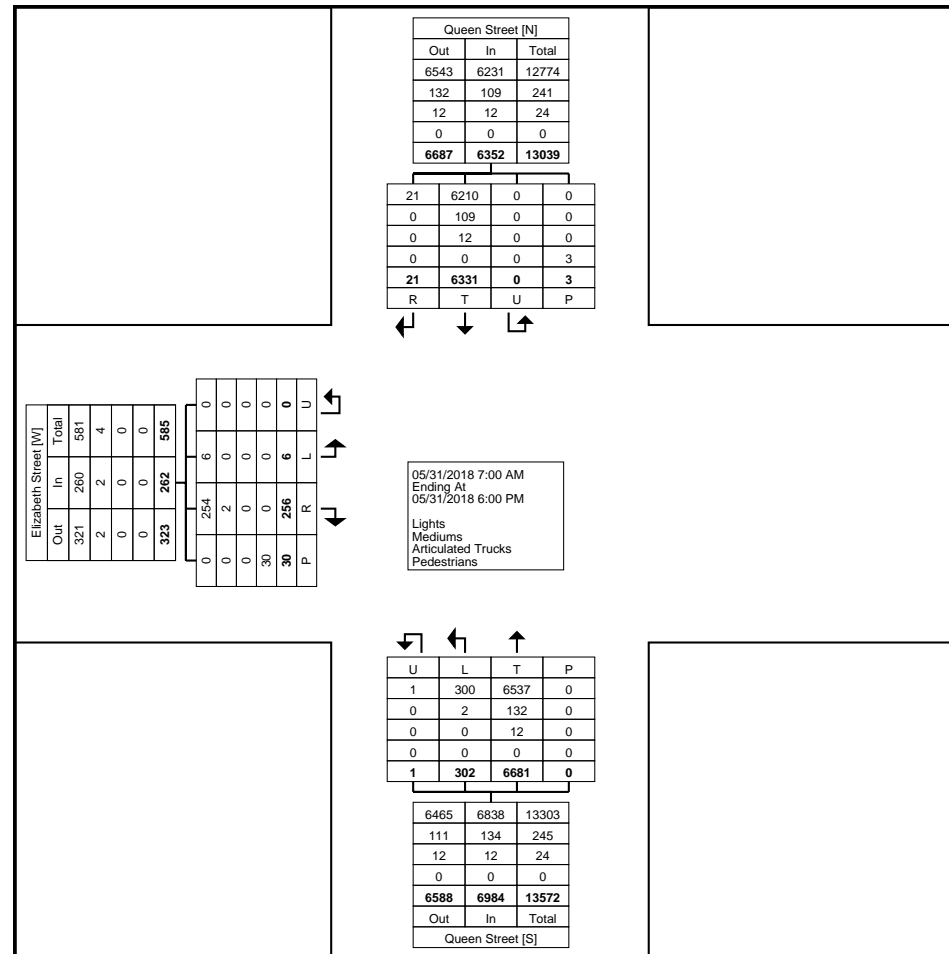 Queen Street [N]
Out In Total
6543 6231 12774
132 109 241
12 12 24
0 0 0
6687 6352 13039
21 6210 0 0
0 109 0 0
0 12 0 0
0 0 0 3
21 6331 0 3
R T U P
Elizabeth Street [W]
Out In Total
321 260 581
2 2 4
0 0 0
0 0 0
323 262 585
0 254 6 0
0 2 0 0
0 0 0 0
30 0 0 0
30 256 6 0
P R L U
05/31/2018 7:00 AM
Ending At
05/31/2018 6:00 PM
Lights
Mediums
Articulated Trucks
Pedestrians
U L T P
1 300 6537 0
0 2 132 0
0 0 12 0
0 0 0 0
1 302 6681 0
6465 6838 13303
111 134 245
12 12 24
0 0 0
6588 6984 13572
Out In Total
Queen Street [S]